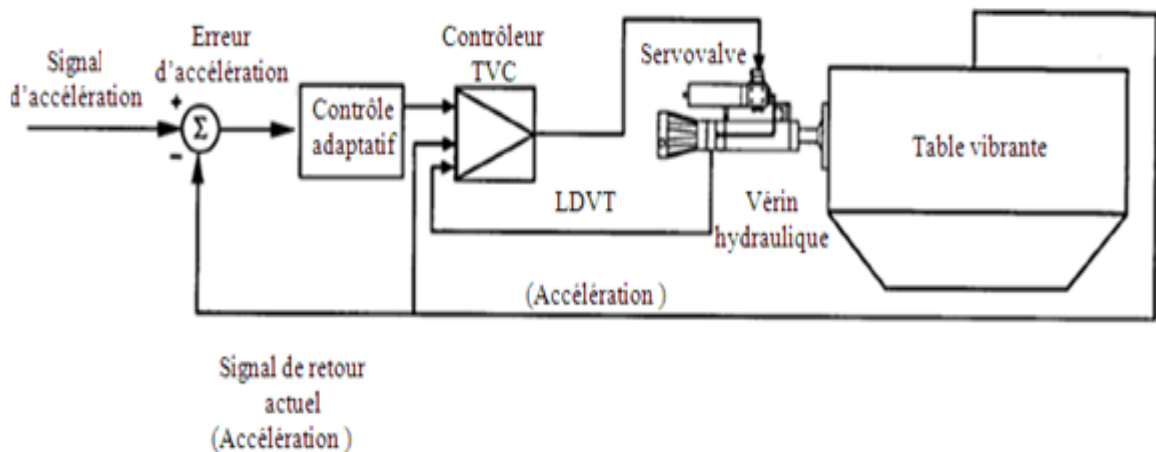 Signal
d'accélération
Erreur
d'accélération
+
Σ
−
Contrôle
adaptatif
Contrôleur
TVC
Servovalve
LDVT
Vérin
hydraulique
Table vibrante
(Accélération )
Signal de retour
actuel
(Accélération )